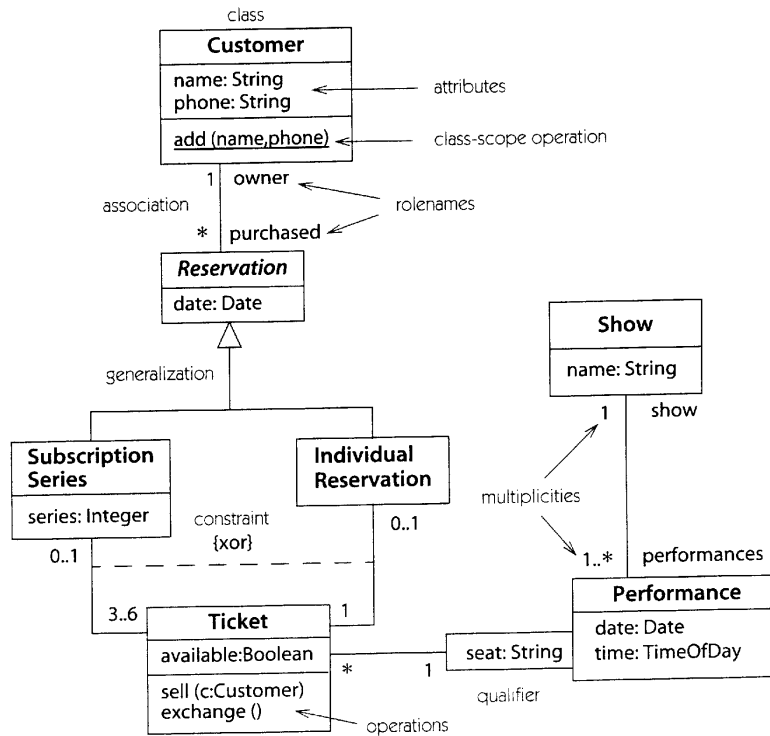 class
Customer
name: String
phone: String
attributes
add (name,phone)
class-scope operation
1 owner
association
rolenames
* purchased
Reservation
date: Date
Show
name: String
generalization
1 show
Subscription
Series
series: Integer
Individual
Reservation
multiplicities
constraint
{xor}
0..1
0..1
1..* performances
Performance
date: Date
time: TimeOfDay
3..6
1
Ticket
available:Boolean
sell (c:Customer)
exchange ()
* 1
seat: String
qualifier
operations